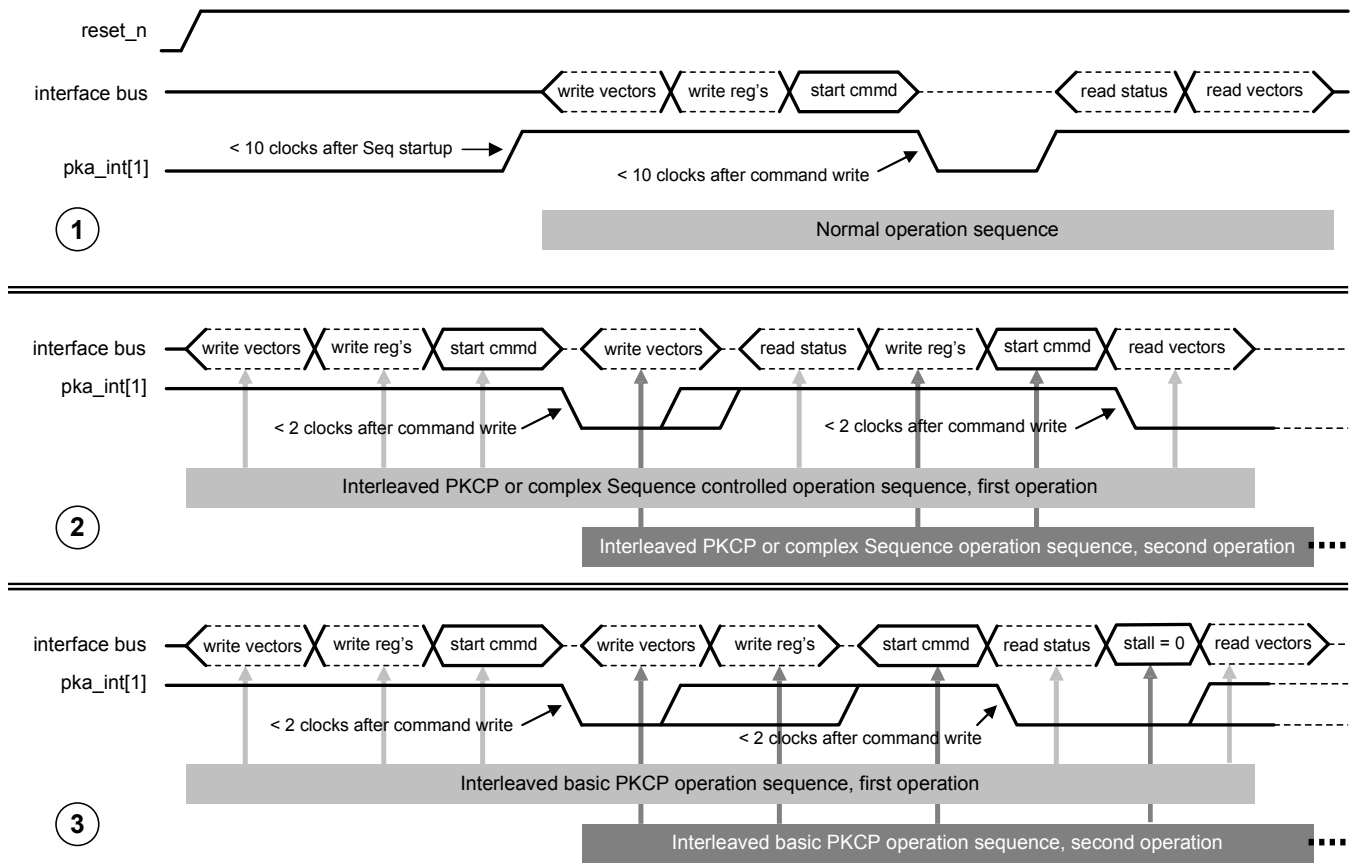 reset_n
interface bus
write vectors
write reg's
start cmmd
read status
read vectors
< 10 clocks after Seq startup
pka_int[1]
< 10 clocks after command write
1
Normal operation sequence
interface bus
write vectors
write reg's
start cmmd
write vectors
read status
write reg's
start cmmd
read vectors
pka_int[1]
< 2 clocks after command write
< 2 clocks after command write
Interleaved PKCP or complex Sequence controlled operation sequence, first operation
2
Interleaved PKCP or complex Sequence operation sequence, second operation
interface bus
write vectors
write reg's
start cmmd
write vectors
write reg's
start cmmd
read status
stall = 0
read vectors
pka_int[1]
< 2 clocks after command write
< 2 clocks after command write
Interleaved basic PKCP operation sequence, first operation
3
Interleaved basic PKCP operation sequence, second operation